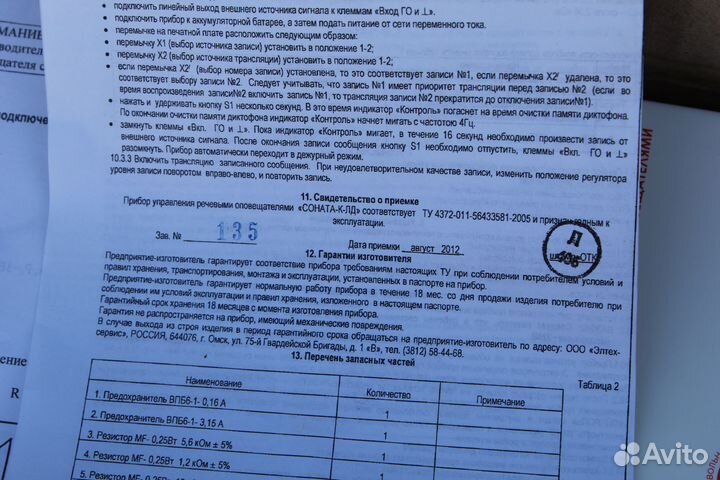 подключить линейный выход внешнего источника сигнала к клеммам «Вход ГО и ⊥».
• подключить прибор к аккумуляторной батарее, а затем подать питание от сети переменного тока.
• перемычке на печатной плате расположить следующим образом:
• перемычку Х1 (выбор источника записи) установить в положение 1-2;
• перемычку Х2 (выбор источника трансляции) установить в положение 1-2;
• если перемычка Х2' (выбор номера записи) установлена, то это соответствует записи №1, если перемычка Х2' удалена, то это
соответствует выбору записи №2. Следует учитывать, что запись №1 имеет приоритет трансляции перед записью №2 (если во
время воспроизведения записи№2 включить запись №1, то трансляция записи №2 прекратится до отключения записи№1).
• нажать и удерживать кнопку S1 несколько секунд. В это время индикатор «Контроль» погаснет на время очистки памяти диктофона.
По окончании очистки памяти диктофона индикатор «Контроль» начнет мигать с частотой 4Гц.
• замкнуть клеммы «Вкл. ГО и ⊥». Пока индикатор «Контроль» мигает, в течение 16 секунд необходимо произвести запись от
внешнего источника сигнала. После окончания записи сообщения кнопку S1 необходимо отпустить, клеммы «Вкл. ГО и ⊥»
разомкнуть. Прибор автоматически переходит в дежурный режим.
10.3.3 Включить трансляцию записанного сообщения. При неудовлетворительном качестве записи, изменить положение регулятора
уровня записи поворотом вправо-влево, и повторить запись.
11. Свидетельство о приемке
Прибор управления речевыми оповещателями «СОНАТА-К-ЛД» соответствует ТУ 4372-011-56433581-2005 и признан годным к
эксплуатации.
Зав. № 135
Дата приемки август 2012
ОТК
12. Гарантии изготовителя
Предприятие-изготовитель гарантирует соответствие прибора требованиям настоящих ТУ при соблюдении потребителем условий и
правил хранения, транспортирования, монтажа и эксплуатации, установленных в паспорте на прибор.
Предприятие-изготовитель гарантирует нормальную работу прибора в течение 18 мес. со дня продажи изделия потребителю при
соблюдении им условий эксплуатации и правил хранения, изложенного в настоящем паспорте.
Гарантийный срок хранения 18 месяцев с момента изготовления прибора.
Гарантия не распространяется на прибор, имеющий механические повреждения.
В случае выхода из строя изделия в период гарантийного срока обращаться на предприятие-изготовитель по адресу: ООО «Элтех-
сервис», РОССИЯ, 644076, г. Омск, ул. 75-й Гвардейской Бригады, д. 1 «В», тел. (3812) 58-44-68.
13. Перечень запасных частей
Таблица 2
Наименование Количество Примечание
1. Предохранитель ВПБ6-1- 0,16 А 1
2. Предохранитель ВПБ6-1- 3,15 А 1
3. Резистор MF- 0,25Вт 5,6 кОм ± 5% 1
4. Резистор MF- 0,25Вт 1,2 кОм ± 5% 1
Avito